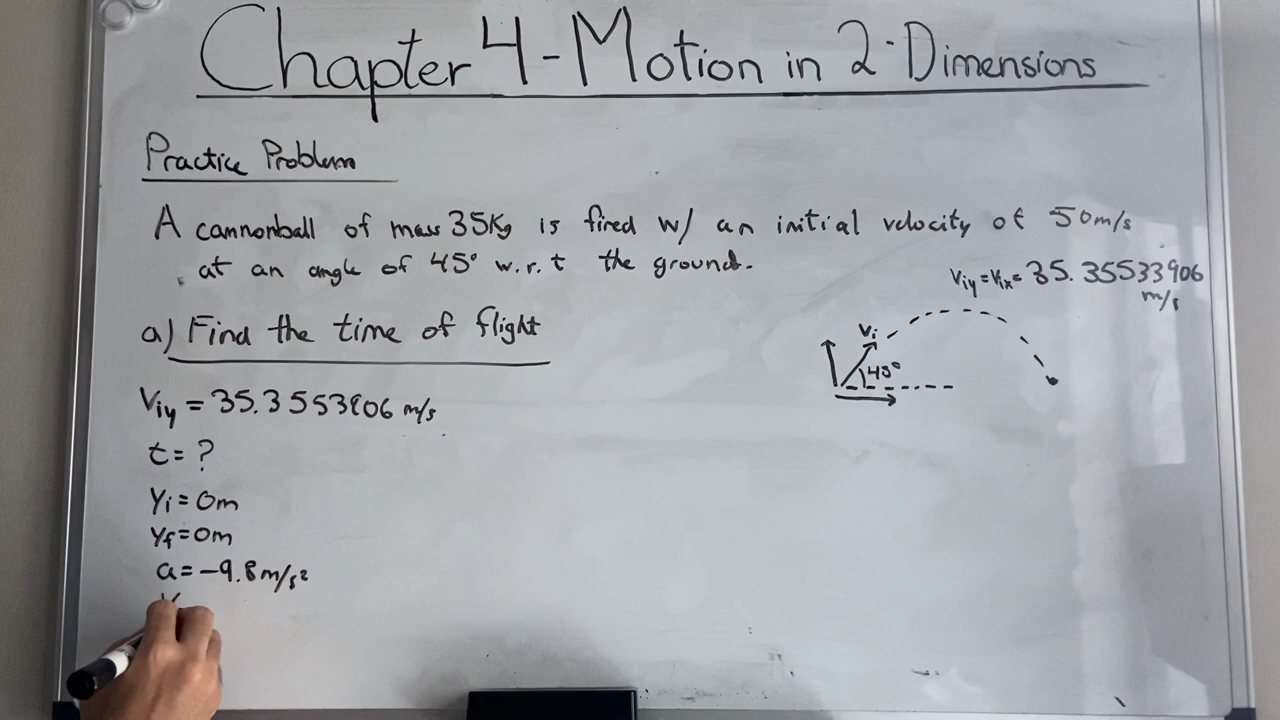 Chapter 4 - Motion in 2-Dimensions
Practice Problem
A cannonball of mass 35Kg is fired w/ an initial velocity of 50m/s
at an angle of 45° w.r.t the ground.
Viy = Vix = 35.35533906
m/s
a) Find the time of flight
Vi
45°
Viy = 35.3553906 m/s
t = ?
Yi = 0m
Yf = 0m
a = -9.8m/s²